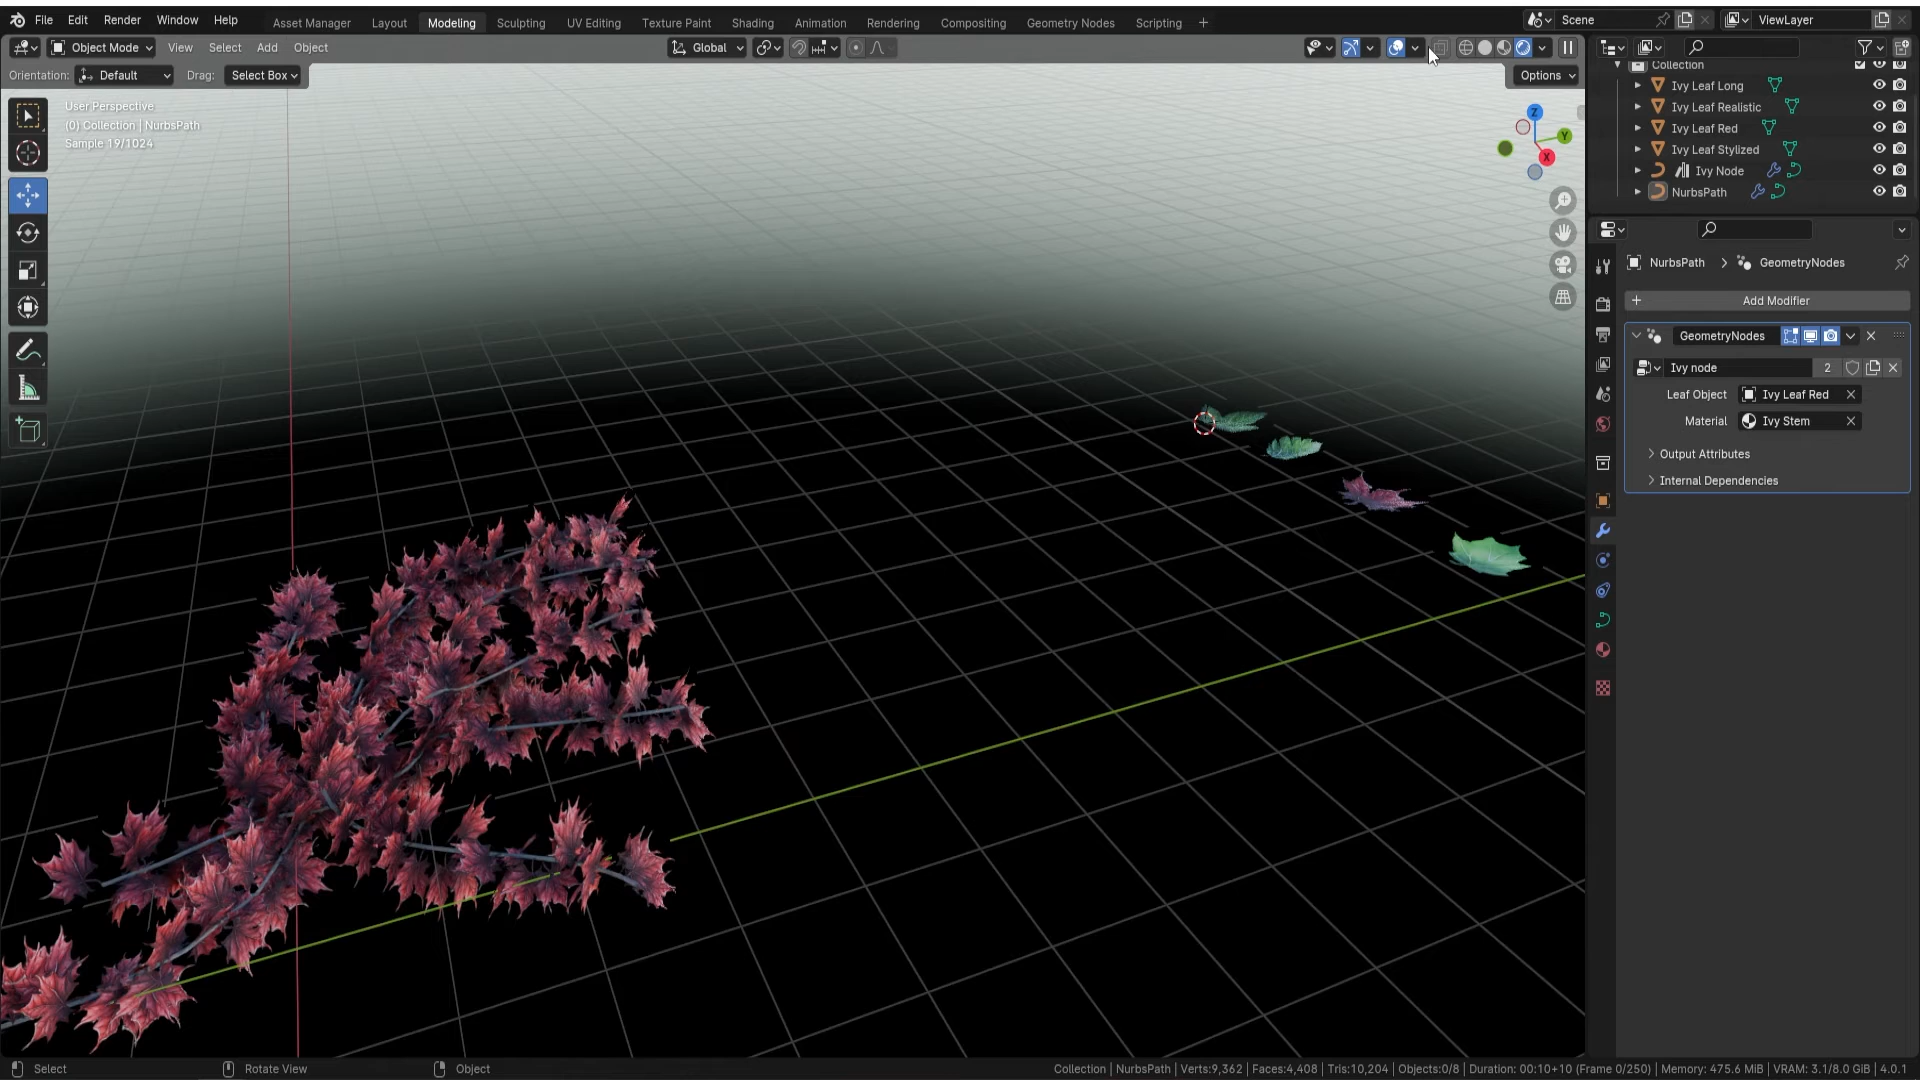 File Edit Render Window Help Asset Manager Layout Modeling Sculpting UV Editing Texture Paint Shading Animation Rendering Compositing Geometry Nodes Scripting + Scene ViewLayer
Object Mode View Select Add Object Global
Orientation: Default Drag: Select Box Options
User Perspective
(0) Collection | NurbsPath
Sample 19/1024
Z
Y
X
Collection
Ivy Leaf Long
Ivy Leaf Realistic
Ivy Leaf Red
Ivy Leaf Stylized
Ivy Node
NurbsPath
NurbsPath > GeometryNodes
+ Add Modifier
GeometryNodes
Ivy node 2
Leaf Object Ivy Leaf Red
Material Ivy Stem
Output Attributes
Internal Dependencies
Select Rotate View Object Collection | NurbsPath | Verts:9,362 | Faces:4,408 | Tris:10,204 | Objects:0/8 | Duration: 00:10+10 (Frame 0/250) | Memory: 475.6 MiB | VRAM: 3.1/8.0 GiB | 4.0.1